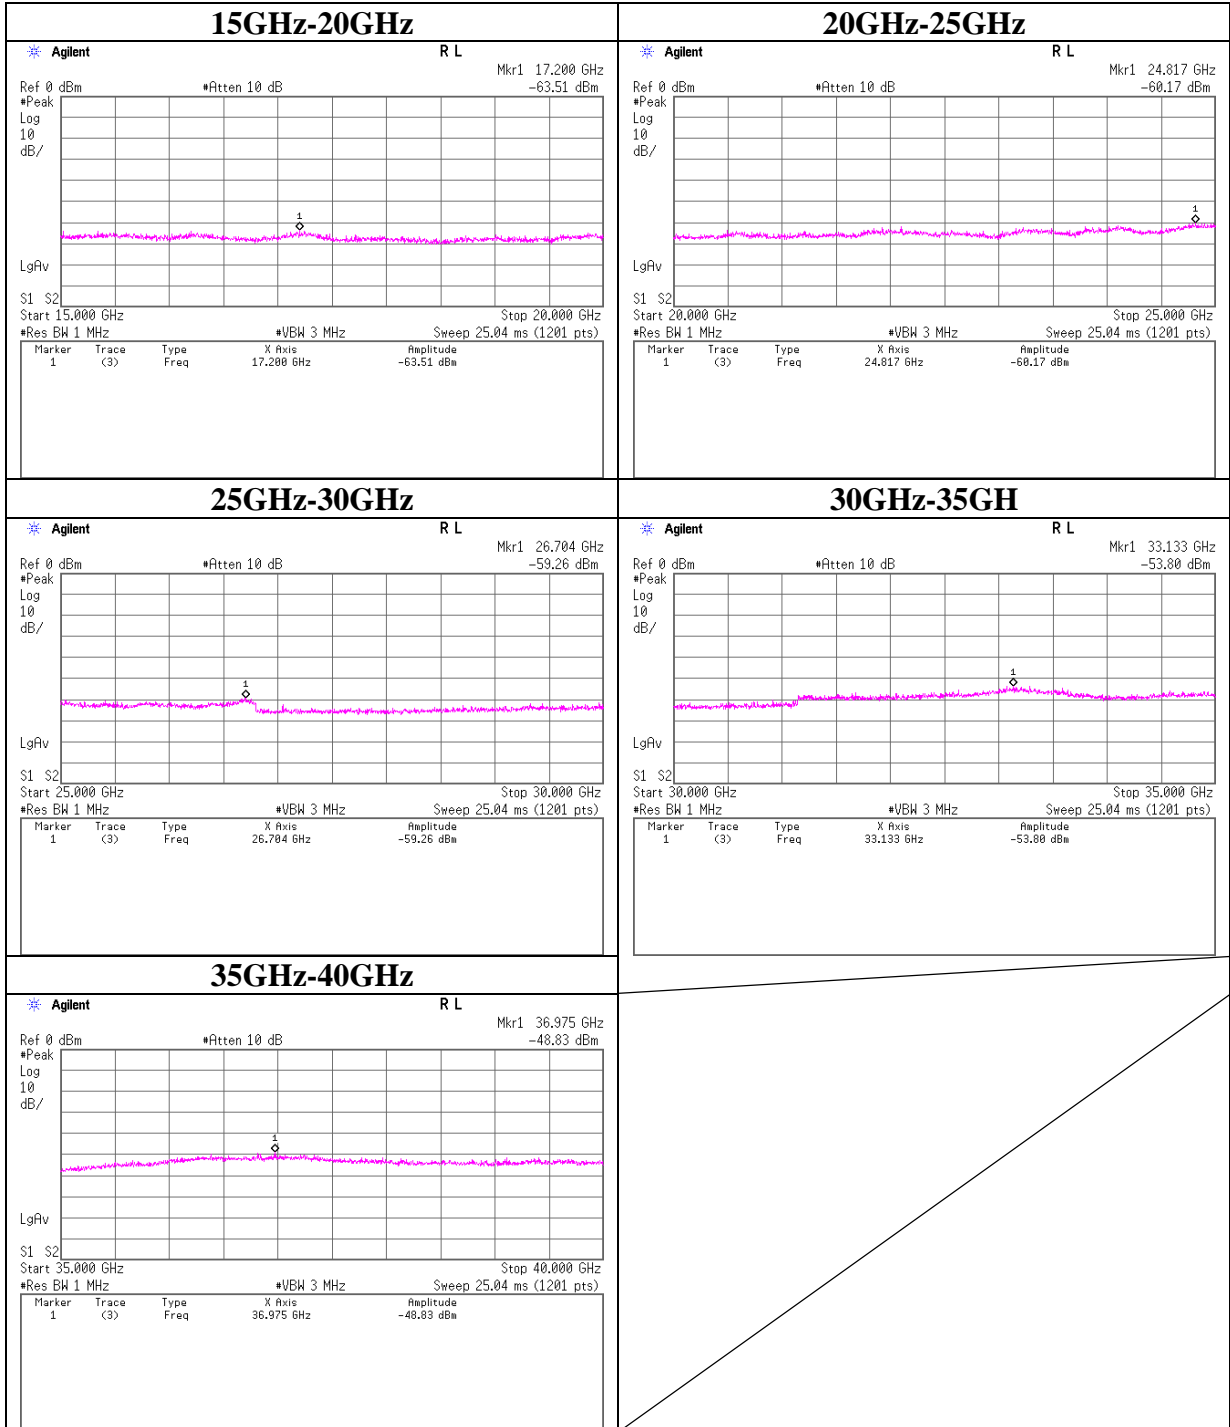 15GHz-20GHz
Agilent R L
Mkr1 17.200 GHz
Ref 0 dBm #Atten 10 dB -63.51 dBm
#Peak
Log
10
dB/
1
LgAv
S1 S2
Start 15.000 GHz Stop 20.000 GHz
#Res BW 1 MHz #VBW 3 MHz Sweep 25.04 ms (1201 pts)
Marker Trace Type X Axis Amplitude
1 (3) Freq 17.200 GHz -63.51 dBm
20GHz-25GHz
Agilent R L
Mkr1 24.817 GHz
Ref 0 dBm #Atten 10 dB -60.17 dBm
#Peak
Log
10
dB/
1
LgAv
S1 S2
Start 20.000 GHz Stop 25.000 GHz
#Res BW 1 MHz #VBW 3 MHz Sweep 25.04 ms (1201 pts)
Marker Trace Type X Axis Amplitude
1 (3) Freq 24.817 GHz -60.17 dBm
25GHz-30GHz
Agilent R L
Mkr1 26.704 GHz
Ref 0 dBm #Atten 10 dB -59.26 dBm
#Peak
Log
10
dB/
1
LgAv
S1 S2
Start 25.000 GHz Stop 30.000 GHz
#Res BW 1 MHz #VBW 3 MHz Sweep 25.04 ms (1201 pts)
Marker Trace Type X Axis Amplitude
1 (3) Freq 26.704 GHz -59.26 dBm
30GHz-35GH
Agilent R L
Mkr1 33.133 GHz
Ref 0 dBm #Atten 10 dB -53.80 dBm
#Peak
Log
10
dB/
1
LgAv
S1 S2
Start 30.000 GHz Stop 35.000 GHz
#Res BW 1 MHz #VBW 3 MHz Sweep 25.04 ms (1201 pts)
Marker Trace Type X Axis Amplitude
1 (3) Freq 33.133 GHz -53.80 dBm
35GHz-40GHz
Agilent R L
Mkr1 36.975 GHz
Ref 0 dBm #Atten 10 dB -48.83 dBm
#Peak
Log
10
dB/
1
LgAv
S1 S2
Start 35.000 GHz Stop 40.000 GHz
#Res BW 1 MHz #VBW 3 MHz Sweep 25.04 ms (1201 pts)
Marker Trace Type X Axis Amplitude
1 (3) Freq 36.975 GHz -48.83 dBm